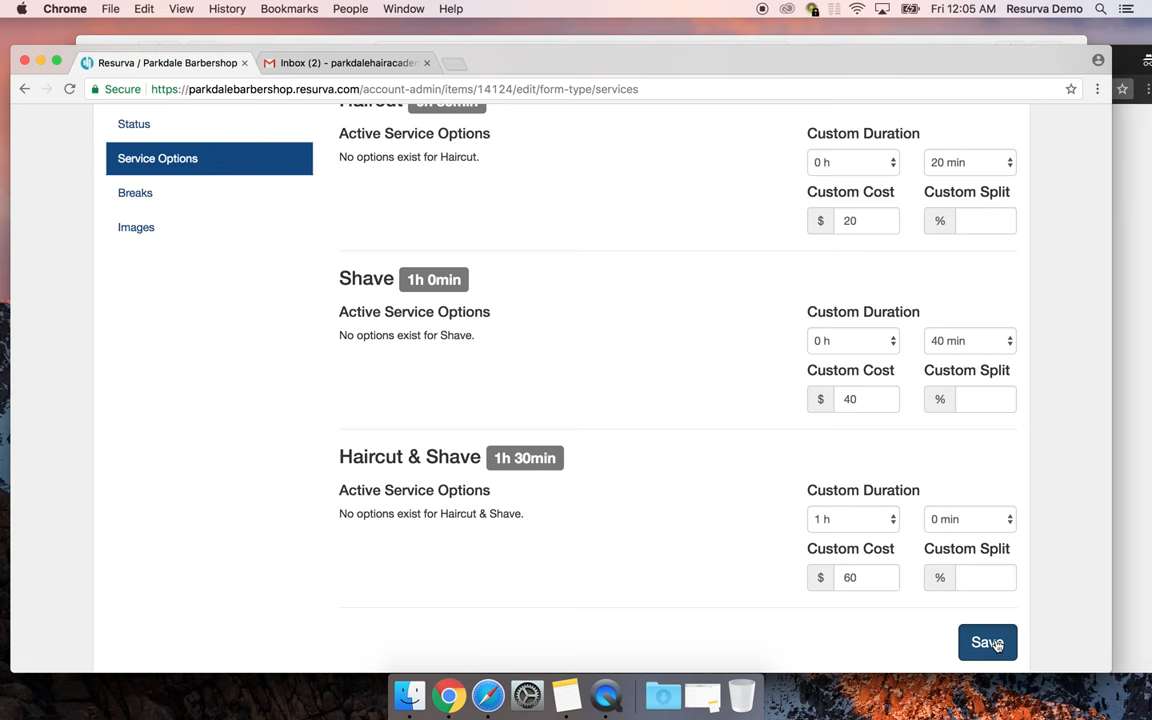 Chrome File Edit View History Bookmarks People Window Help Fri 12:05 AM Resurva Demo
Resurva / Parkdale Barbershop × Inbox (2) - parkdalehairacader ×
Secure https://parkdalebarbershop.resurva.com/account-admin/items/14124/edit/form-type/services
Haircut
Status
Service Options
Breaks
Images
Active Service Options
No options exist for Haircut.
Custom Duration
0 h 20 min
Custom Cost Custom Split
$ 20 %
Shave 1h 0min
Active Service Options
No options exist for Shave.
Custom Duration
0 h 40 min
Custom Cost Custom Split
$ 40 %
Haircut & Shave 1h 30min
Active Service Options
No options exist for Haircut & Shave.
Custom Duration
1 h 0 min
Custom Cost Custom Split
$ 60 %
Save